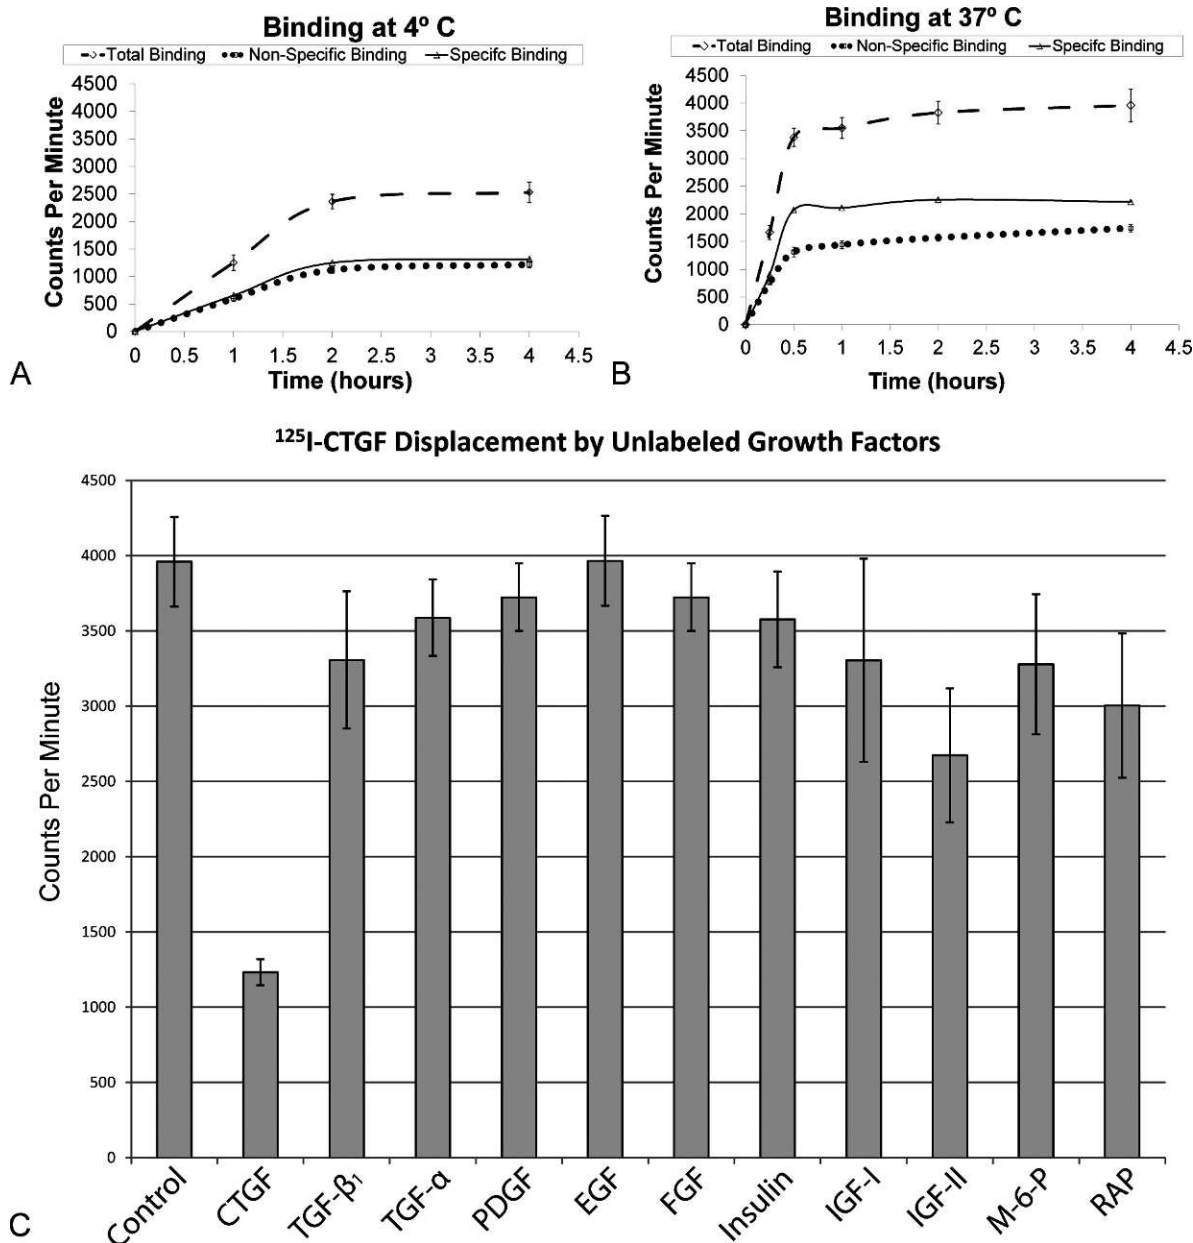 Binding at 4º C
Total Binding Non-Specific Binding Specifc Binding
Counts Per Minute
4500
4000
3500
3000
2500
2000
1500
1000
500
0
0 0.5 1 1.5 2 2.5 3 3.5 4 4.5
Time (hours)
A
Binding at 37º C
Total Binding Non-Specific Binding Specifc Binding
Counts Per Minute
4500
4000
3500
3000
2500
2000
1500
1000
500
0
0 0.5 1 1.5 2 2.5 3 3.5 4 4.5
Time (hours)
B
¹²⁵I-CTGF Displacement by Unlabeled Growth Factors
Counts Per Minute
4500
4000
3500
3000
2500
2000
1500
1000
500
0
Control CTGF TGF-β₁ TGF-α PDGF EGF FGF Insulin IGF-I IGF-II M-6-P RAP
C